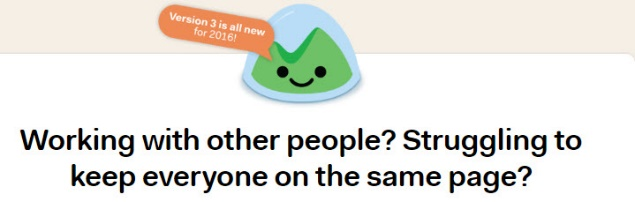 Version 3 is all new
for 2016!
Working with other people? Struggling to
keep everyone on the same page?